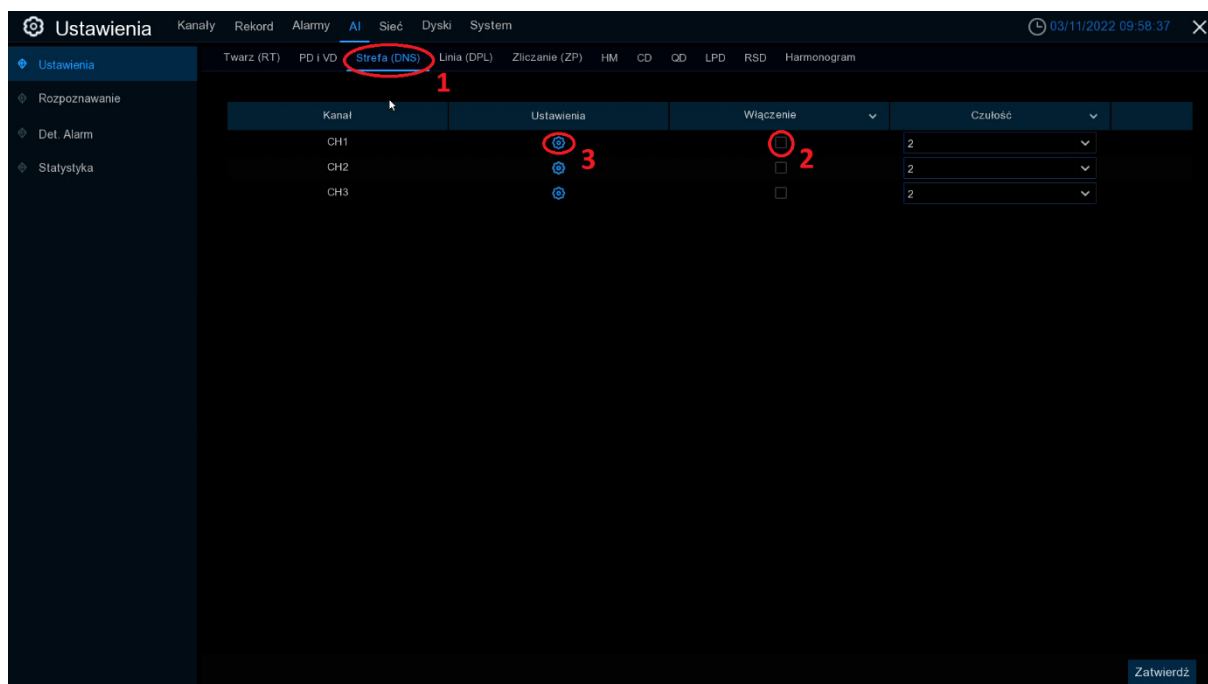 Ustawienia Kanały Rekord Alarmy AI Sieć Dyski System 03/11/2022 09:58:37
Ustawienia
Rozpoznawanie
Det. Alarm
Statystyka
Twarz (RT) PD i VD Strefa (DNS) Linia (DPL) Zliczanie (ZP) HM CD QD LPD RSD Harmonogram
1
Kanał Ustawienia Włączenie Czułość
CH1 3 2 2
CH2 2
CH3 2
Zatwierdź